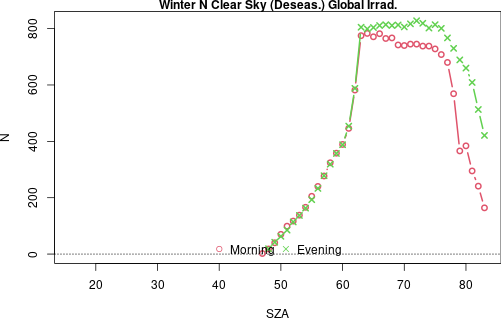 Winter N Clear Sky (Deseas.) Global Irrad.
800
600
400
200
0
N
Morning Evening
20 30 40 50 60 70 80
SZA